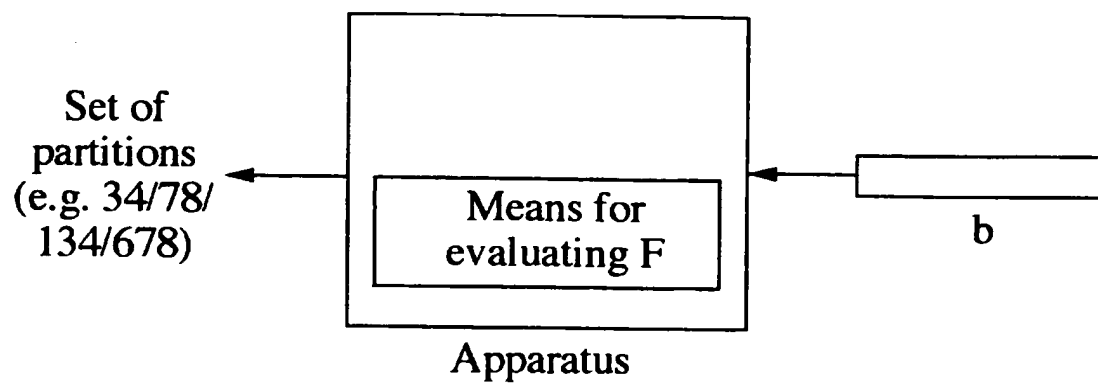 Set of
partitions
(e.g. 34/78/
134/678)
Means for
evaluating F
b
Apparatus